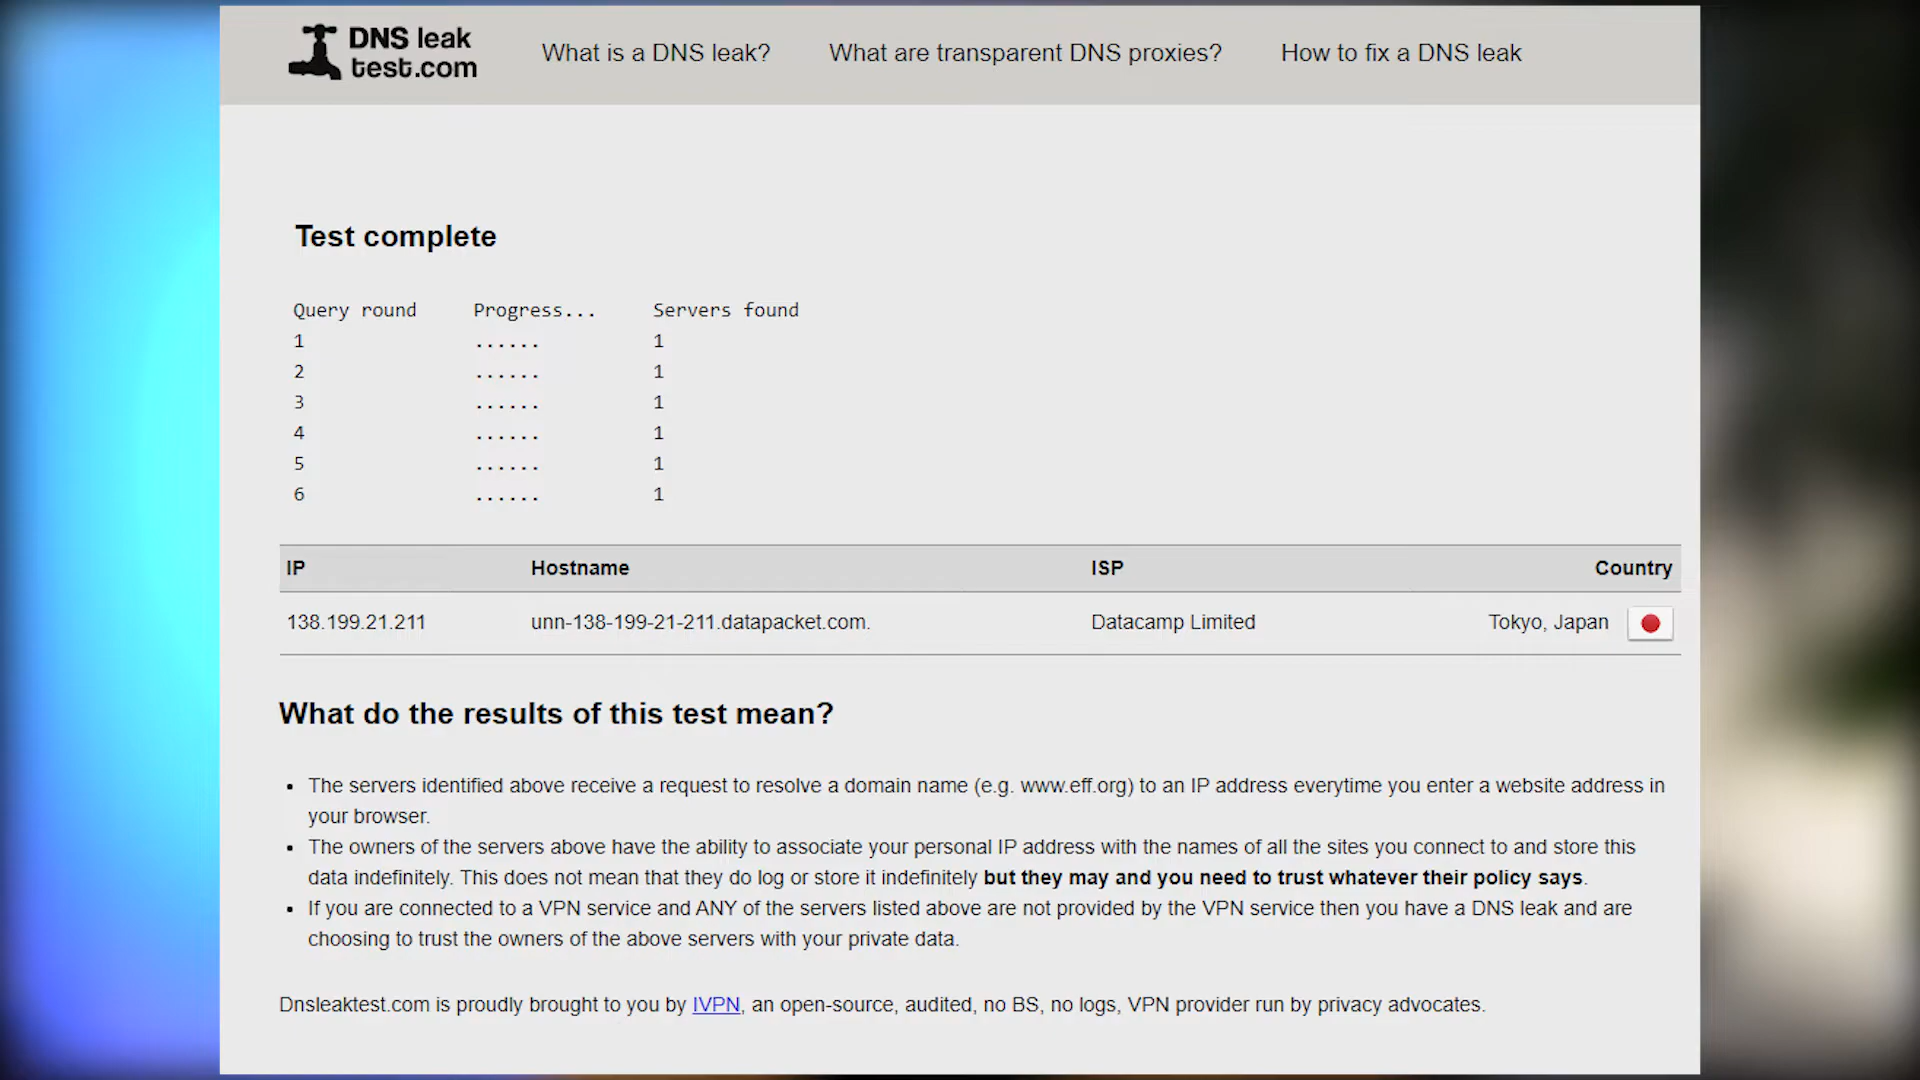 DNS leak
test.com
What is a DNS leak?
What are transparent DNS proxies?
How to fix a DNS leak
Test complete
Query round Progress... Servers found
1 ...... 1
2 ...... 1
3 ...... 1
4 ...... 1
5 ...... 1
6 ...... 1
IP Hostname ISP Country
138.199.21.211 unn-138-199-21-211.datapacket.com. Datacamp Limited Tokyo, Japan
What do the results of this test mean?
• The servers identified above receive a request to resolve a domain name (e.g. www.eff.org) to an IP address everytime you enter a website address in
your browser.
• The owners of the servers above have the ability to associate your personal IP address with the names of all the sites you connect to and store this
data indefinitely. This does not mean that they do log or store it indefinitely but they may and you need to trust whatever their policy says.
• If you are connected to a VPN service and ANY of the servers listed above are not provided by the VPN service then you have a DNS leak and are
choosing to trust the owners of the above servers with your private data.
Dnsleaktest.com is proudly brought to you by IVPN, an open-source, audited, no BS, no logs, VPN provider run by privacy advocates.